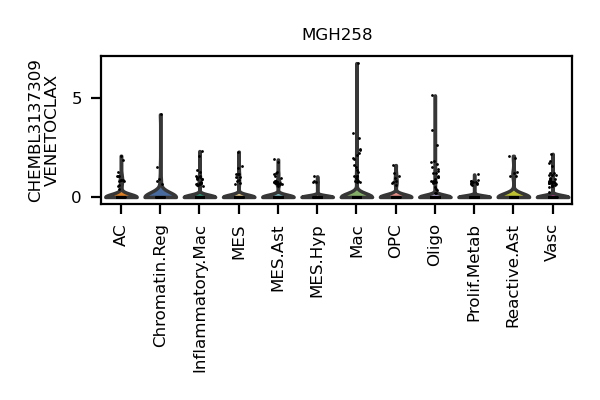 MGH258
CHEMBL3137309
VENETOCLAX
5
0
AC
Chromatin.Reg
Inflammatory.Mac
MES
MES.Ast
MES.Hyp
Mac
OPC
Oligo
Prolif.Metab
Reactive.Ast
Vasc